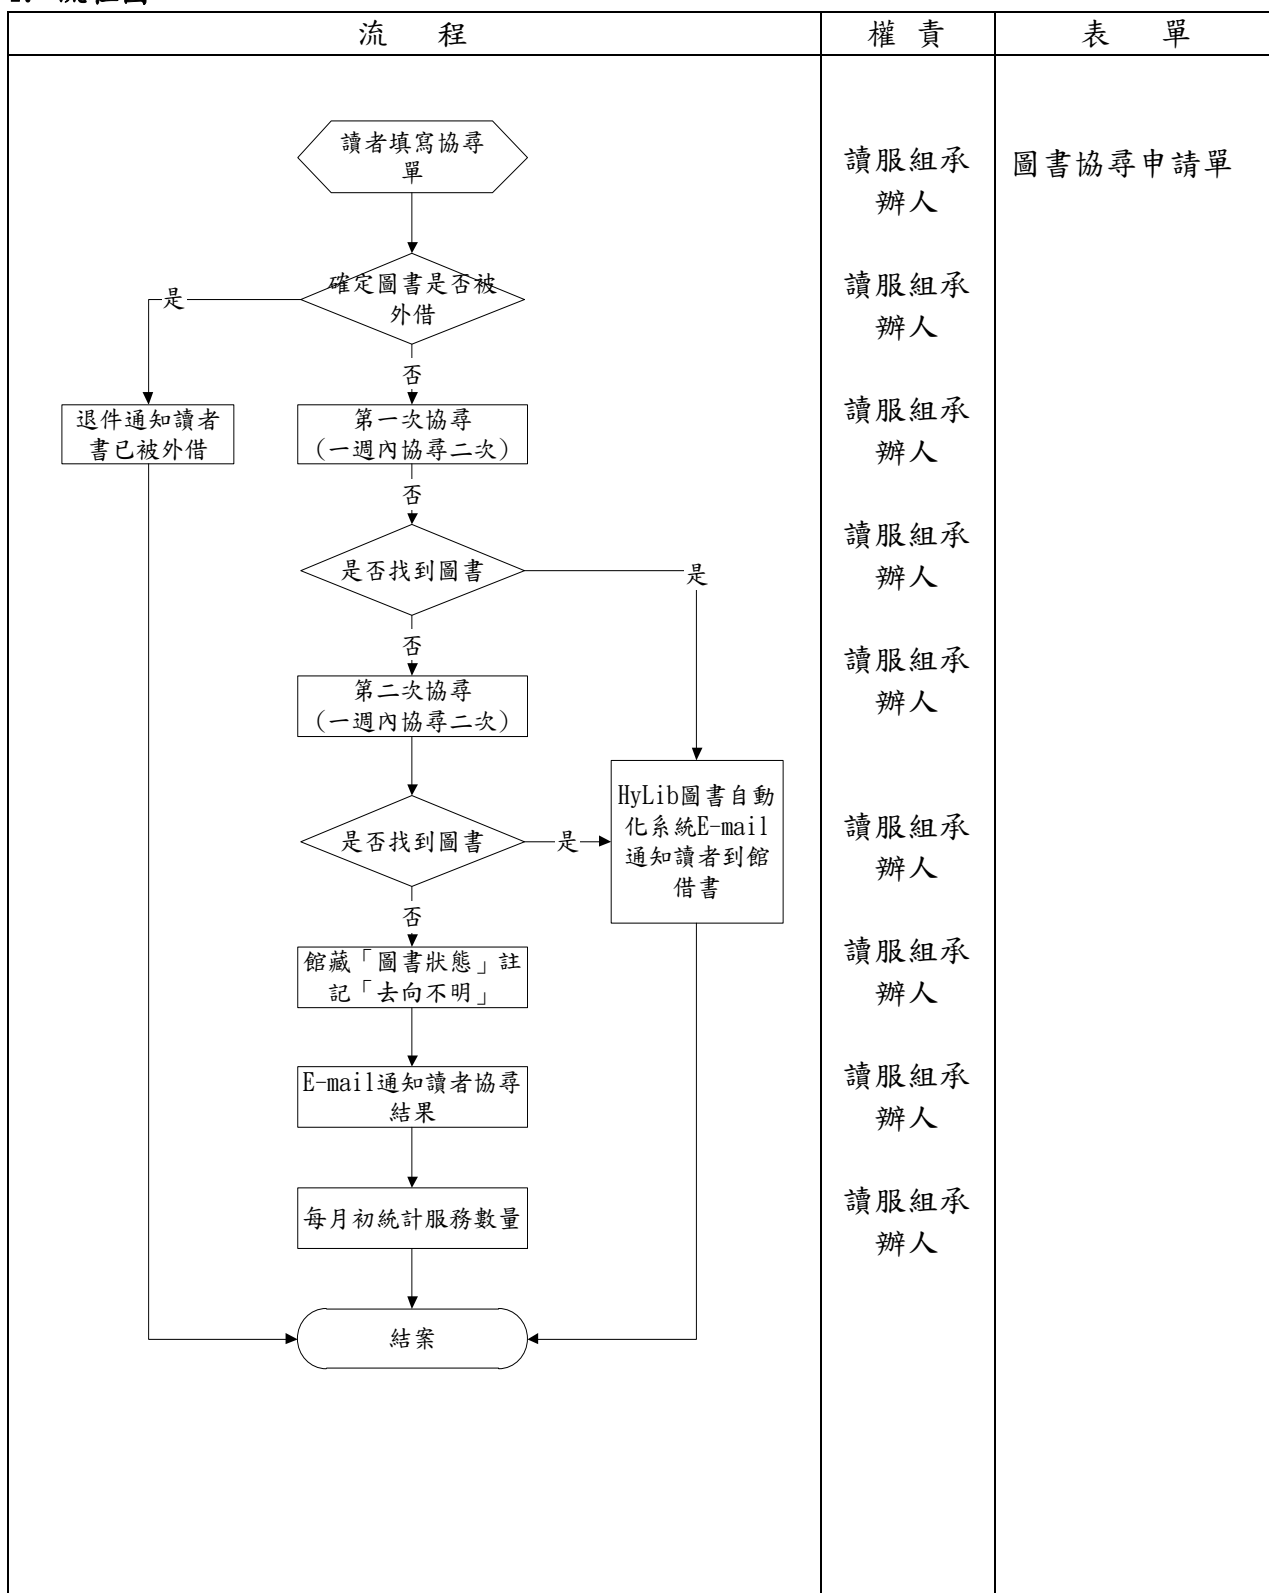 流 程
權 責
表 單
讀者填寫協尋
單
讀服組承
辦人
圖書協尋申請單
確定圖書是否被
外借
是
否
讀服組承
辦人
退件通知讀者
書已被外借
第一次協尋
(一週內協尋二次)
讀服組承
辦人
否
是否找到圖書
是
讀服組承
辦人
否
第二次協尋
(一週內協尋二次)
讀服組承
辦人
是否找到圖書
是
HyLib圖書自動
化系統E-mail
通知讀者到館
借書
讀服組承
辦人
否
館藏「圖書狀態」註
記「去向不明」
讀服組承
辦人
E-mail通知讀者協尋
結果
讀服組承
辦人
每月初統計服務數量
讀服組承
辦人
結案